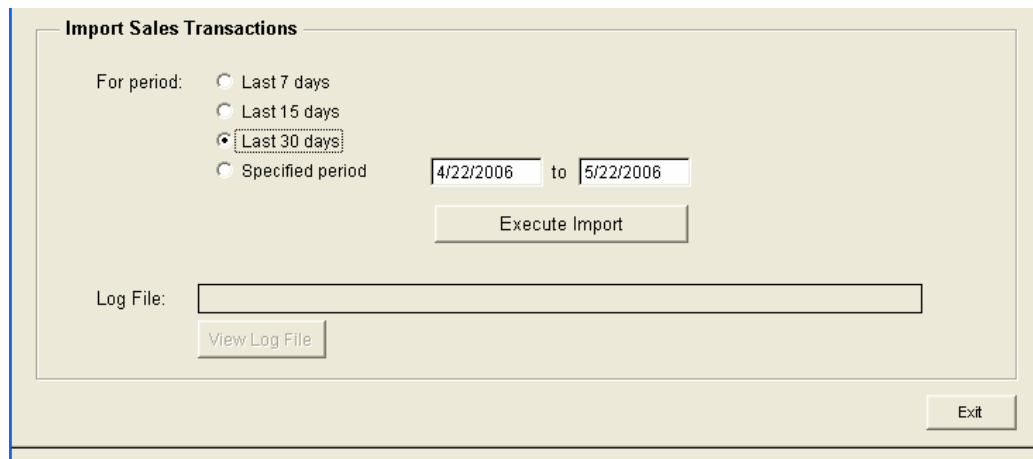 Import Sales Transactions
For period: Last 7 days
Last 15 days
Last 30 days
Specified period 4/22/2006 to 5/22/2006
Execute Import
Log File:
View Log File
Exit